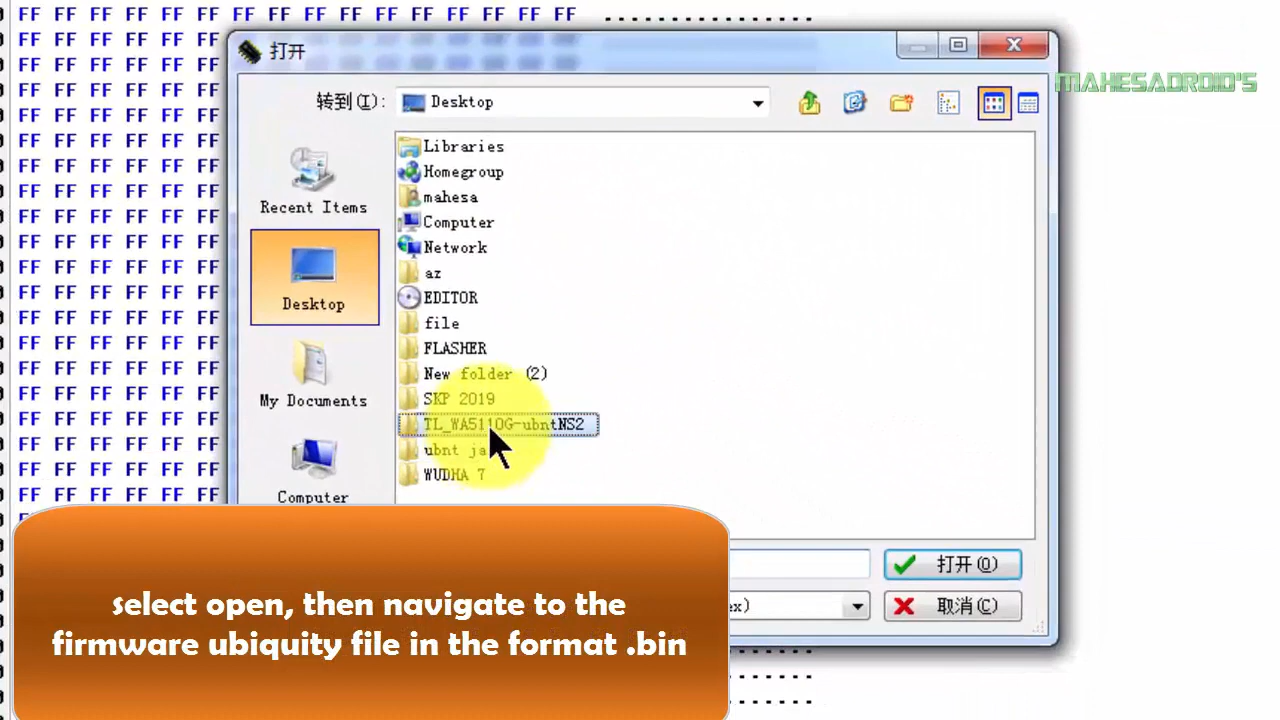 FF FF FF FF FF FF FF FF FF FF FF FF FF FF FF FF
打开
MAHESADROID'S
转到(I):
Desktop
Libraries
Homegroup
mahesa
Computer
Network
az
EDITOR
file
FLASHER
New folder (2)
SKP 2019
TL_WA5110G-ubntNS2
ubnt ja
WUDHA 7
Recent Items
Desktop
My Documents
Computer
打开(O)
ex)
取消(C)
select open, then navigate to the
firmware ubiquity file in the format .bin